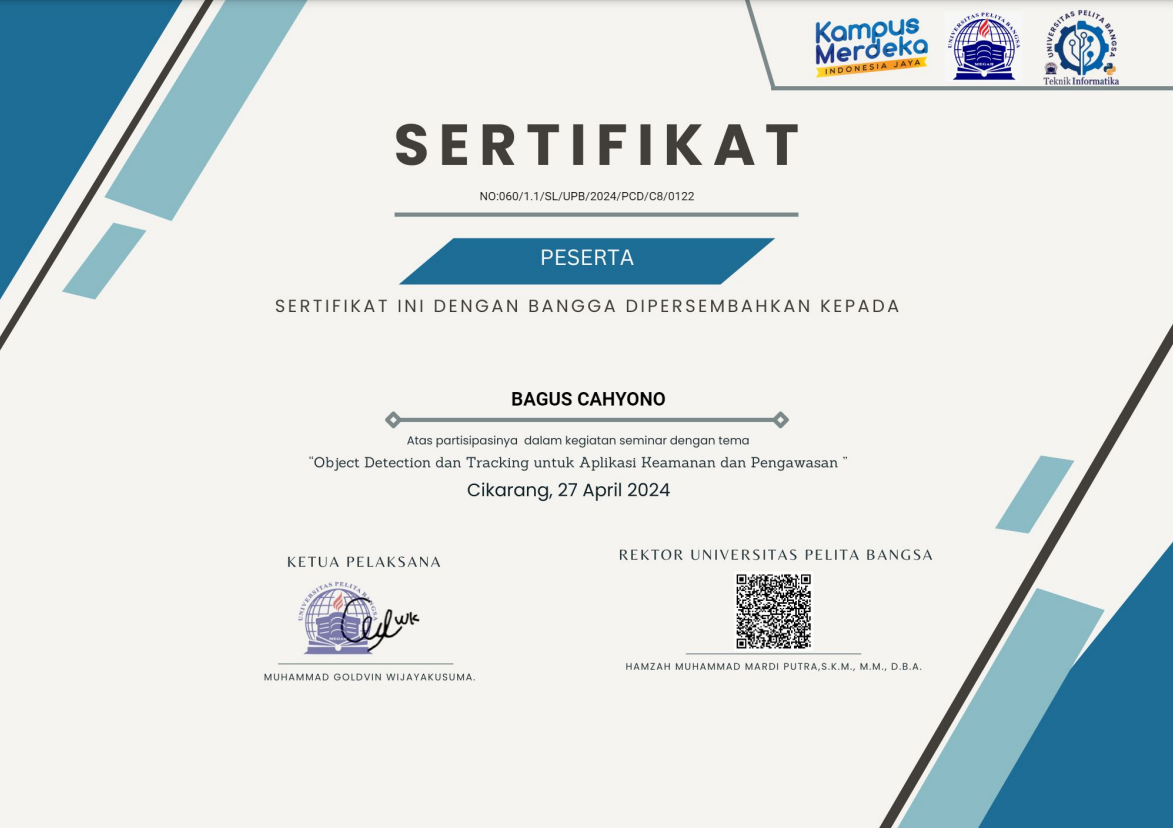 Kampus
Merdeka
INDONESIA JAYA
UNIVERSITAS PELITA BANGSA
UNIVERSITAS PELITA BANGSA
Teknik Informatika
SERTIFIKAT
NO:060/1.1/SL/UPB/2024/PCD/C8/0122
PESERTA
SERTIFIKAT INI DENGAN BANGGA DIPERSEMBAHKAN KEPADA
BAGUS CAHYONO
Atas partisipasinya dalam kegiatan seminar dengan tema
"Object Detection dan Tracking untuk Aplikasi Keamanan dan Pengawasan "
Cikarang, 27 April 2024
KETUA PELAKSANA
REKTOR UNIVERSITAS PELITA BANGSA
UNIVERSITAS PELITA BANGSA
MUHAMMAD GOLDVIN WIJAYAKUSUMA.
HAMZAH MUHAMMAD MARDI PUTRA,S.K.M., M.M., D.B.A.